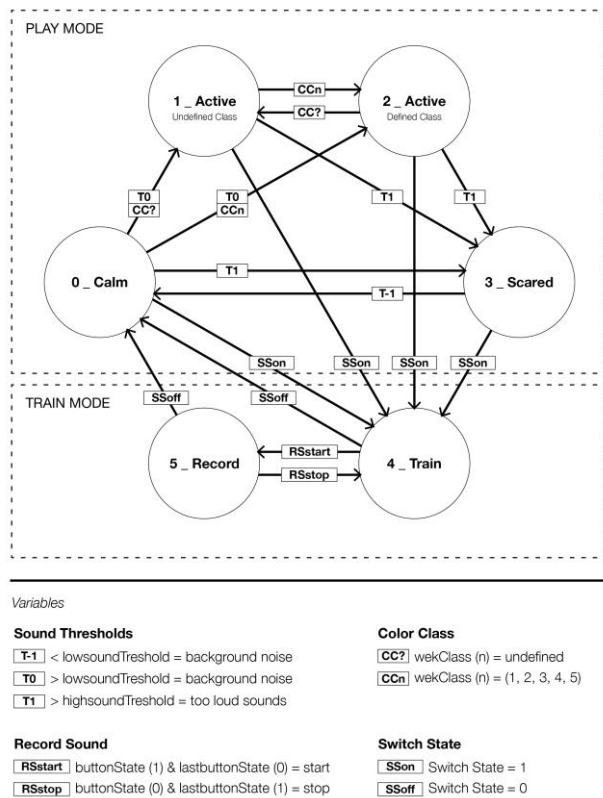 PLAY MODE
1 _ Active
Undefined Class
CCn
CC?
2 _ Active
Defined Class
T0
CC?
T0
CCn
T1
T1
0 _ Calm
T1
T-1
3 _ Scared
SSon
SSon
SSon
SSon
SSoff
SSoff
TRAIN MODE
5 _ Record
RSstart
RSstop
4 _ Train
Variables
Sound Thresholds
T-1 < lowsoundTreshold = background noise
T0 > lowsoundTreshold = background noise
T1 > highsoundTreshold = too loud sounds
Color Class
CC? wekClass (n) = undefined
CCn wekClass (n) = (1, 2, 3, 4, 5)
Record Sound
RSstart buttonState (1) & lastbuttonState (0) = start
RSstop buttonState (0) & lastbuttonState (1) = stop
Switch State
SSon Switch State = 1
SSoff Switch State = 0